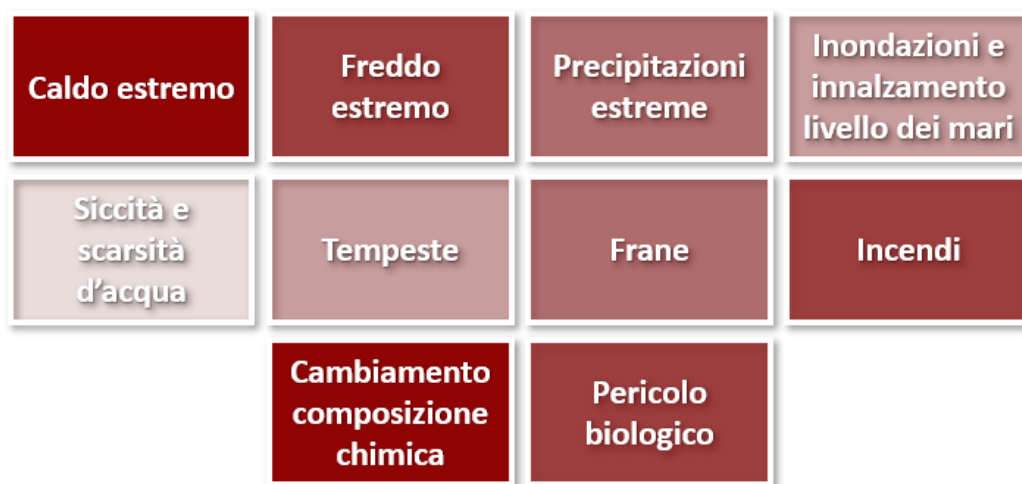 Caldo estremo
Freddo
estremo
Precipitazioni
estreme
Inondazioni e
innalzamento
livello dei mari
Siccità e
scarsità
d’acqua
Tempeste
Frane
Incendi
Cambiamento
composizione
chimica
Pericolo
biologico